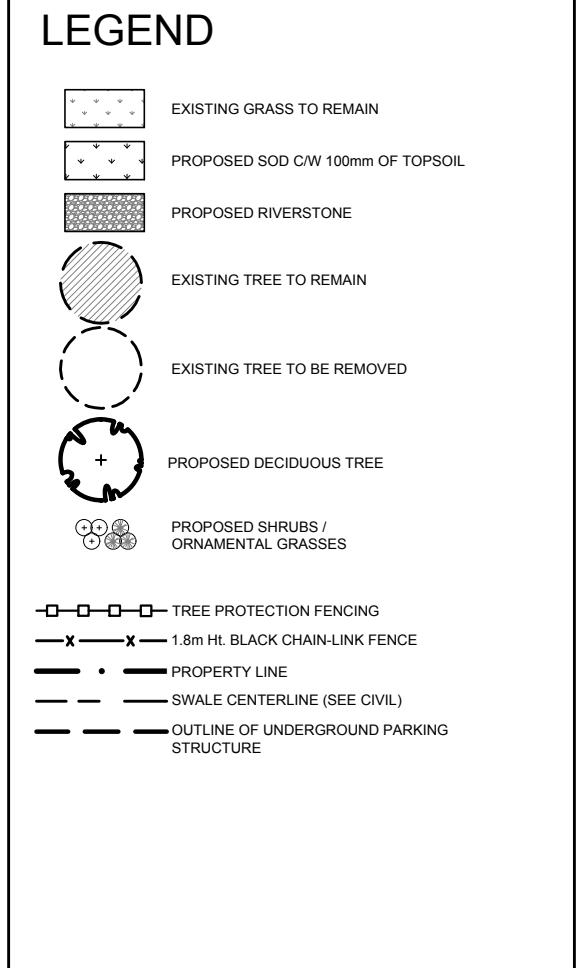 LEGEND
EXISTING GRASS TO REMAIN
PROPOSED SOD C/W 100mm OF TOPSOIL
PROPOSED RIVERSTONE
EXISTING TREE TO REMAIN
EXISTING TREE TO BE REMOVED
PROPOSED DECIDUOUS TREE
PROPOSED SHRUBS /
ORNAMENTAL GRASSES
TREE PROTECTION FENCING
x x 1.8m Ht. BLACK CHAIN-LINK FENCE
PROPERTY LINE
SWALE CENTERLINE (SEE CIVIL)
OUTLINE OF UNDERGROUND PARKING
STRUCTURE